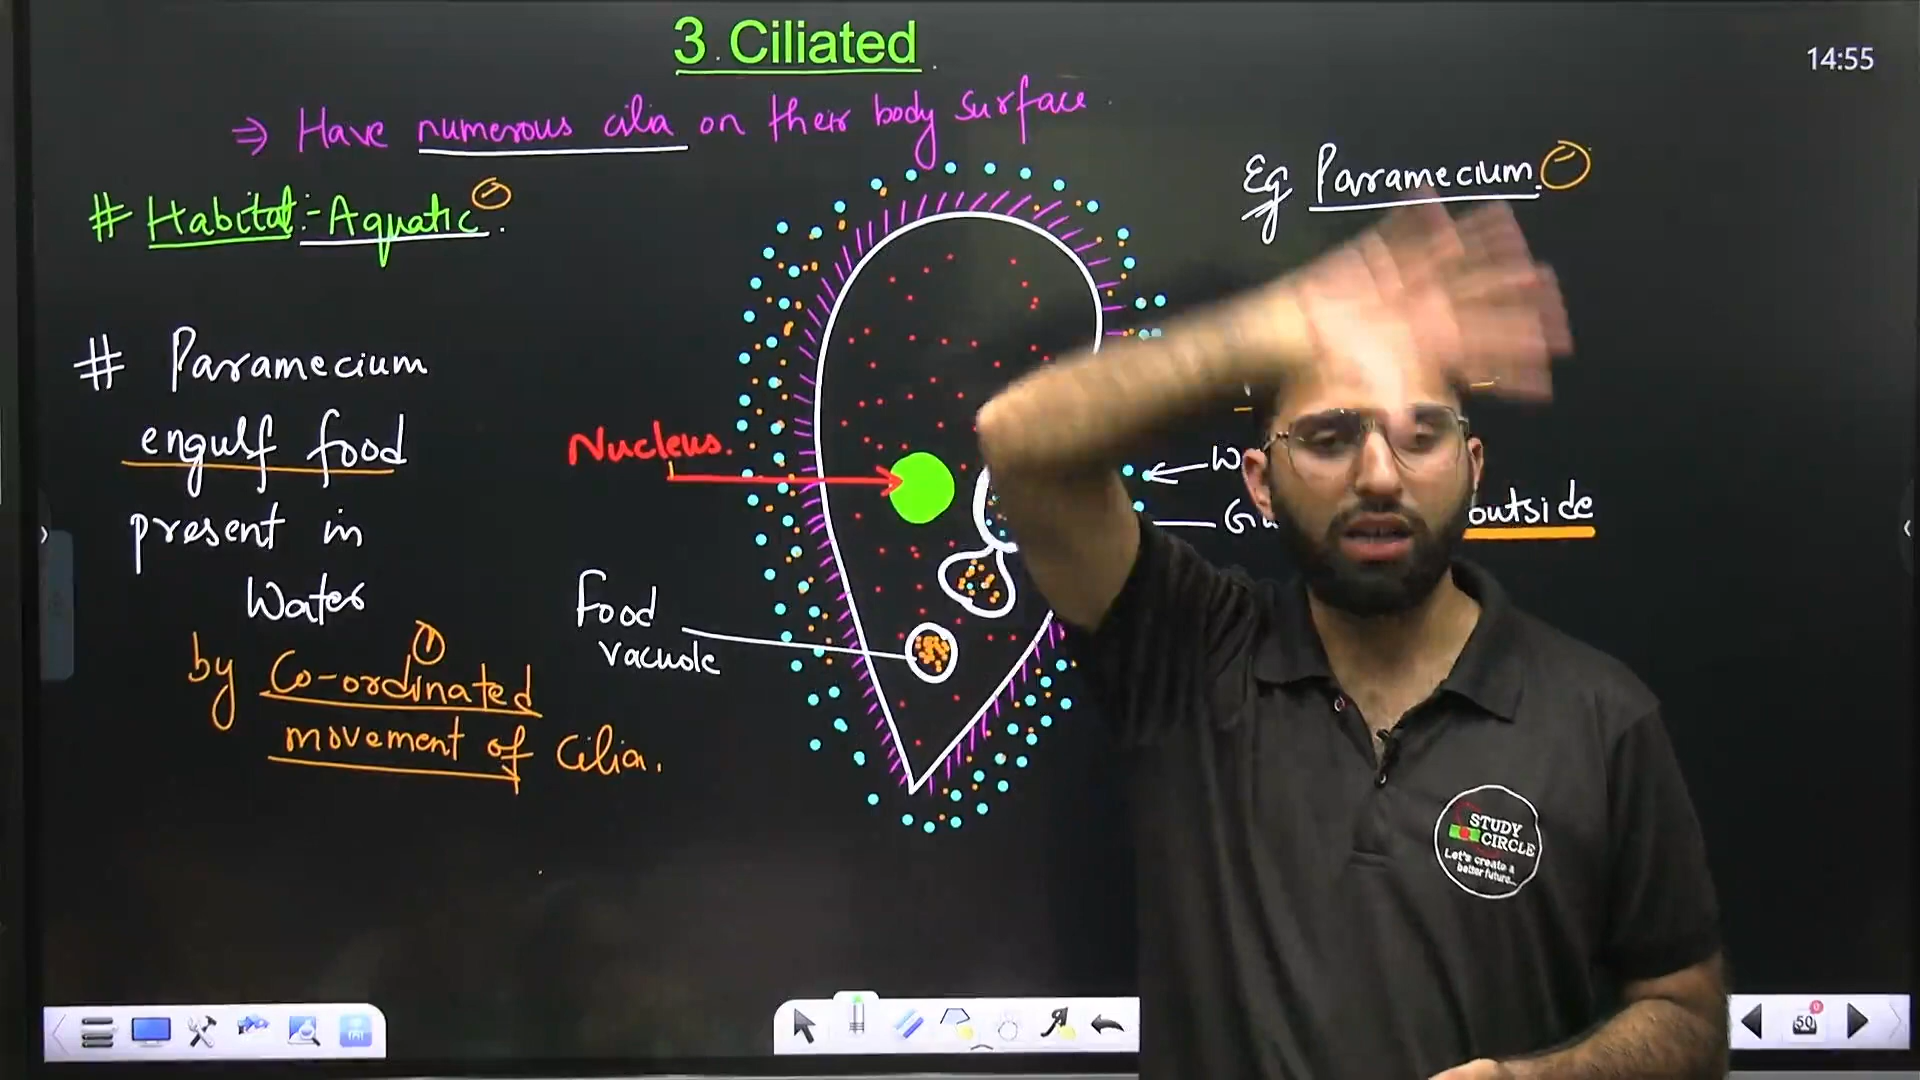 3. Ciliated
14:55
⇒ Have numerous cilia on their body surface
Eg Paramecium.
# Habitat:- Aquatic.
# Paramecium
engulf food
present in
Water
by Co-ordinated
movement of Cilia.
Nucleus.
Food
vacuole
outside
STUDY
CIRCLE
Let's create a
better future...
50